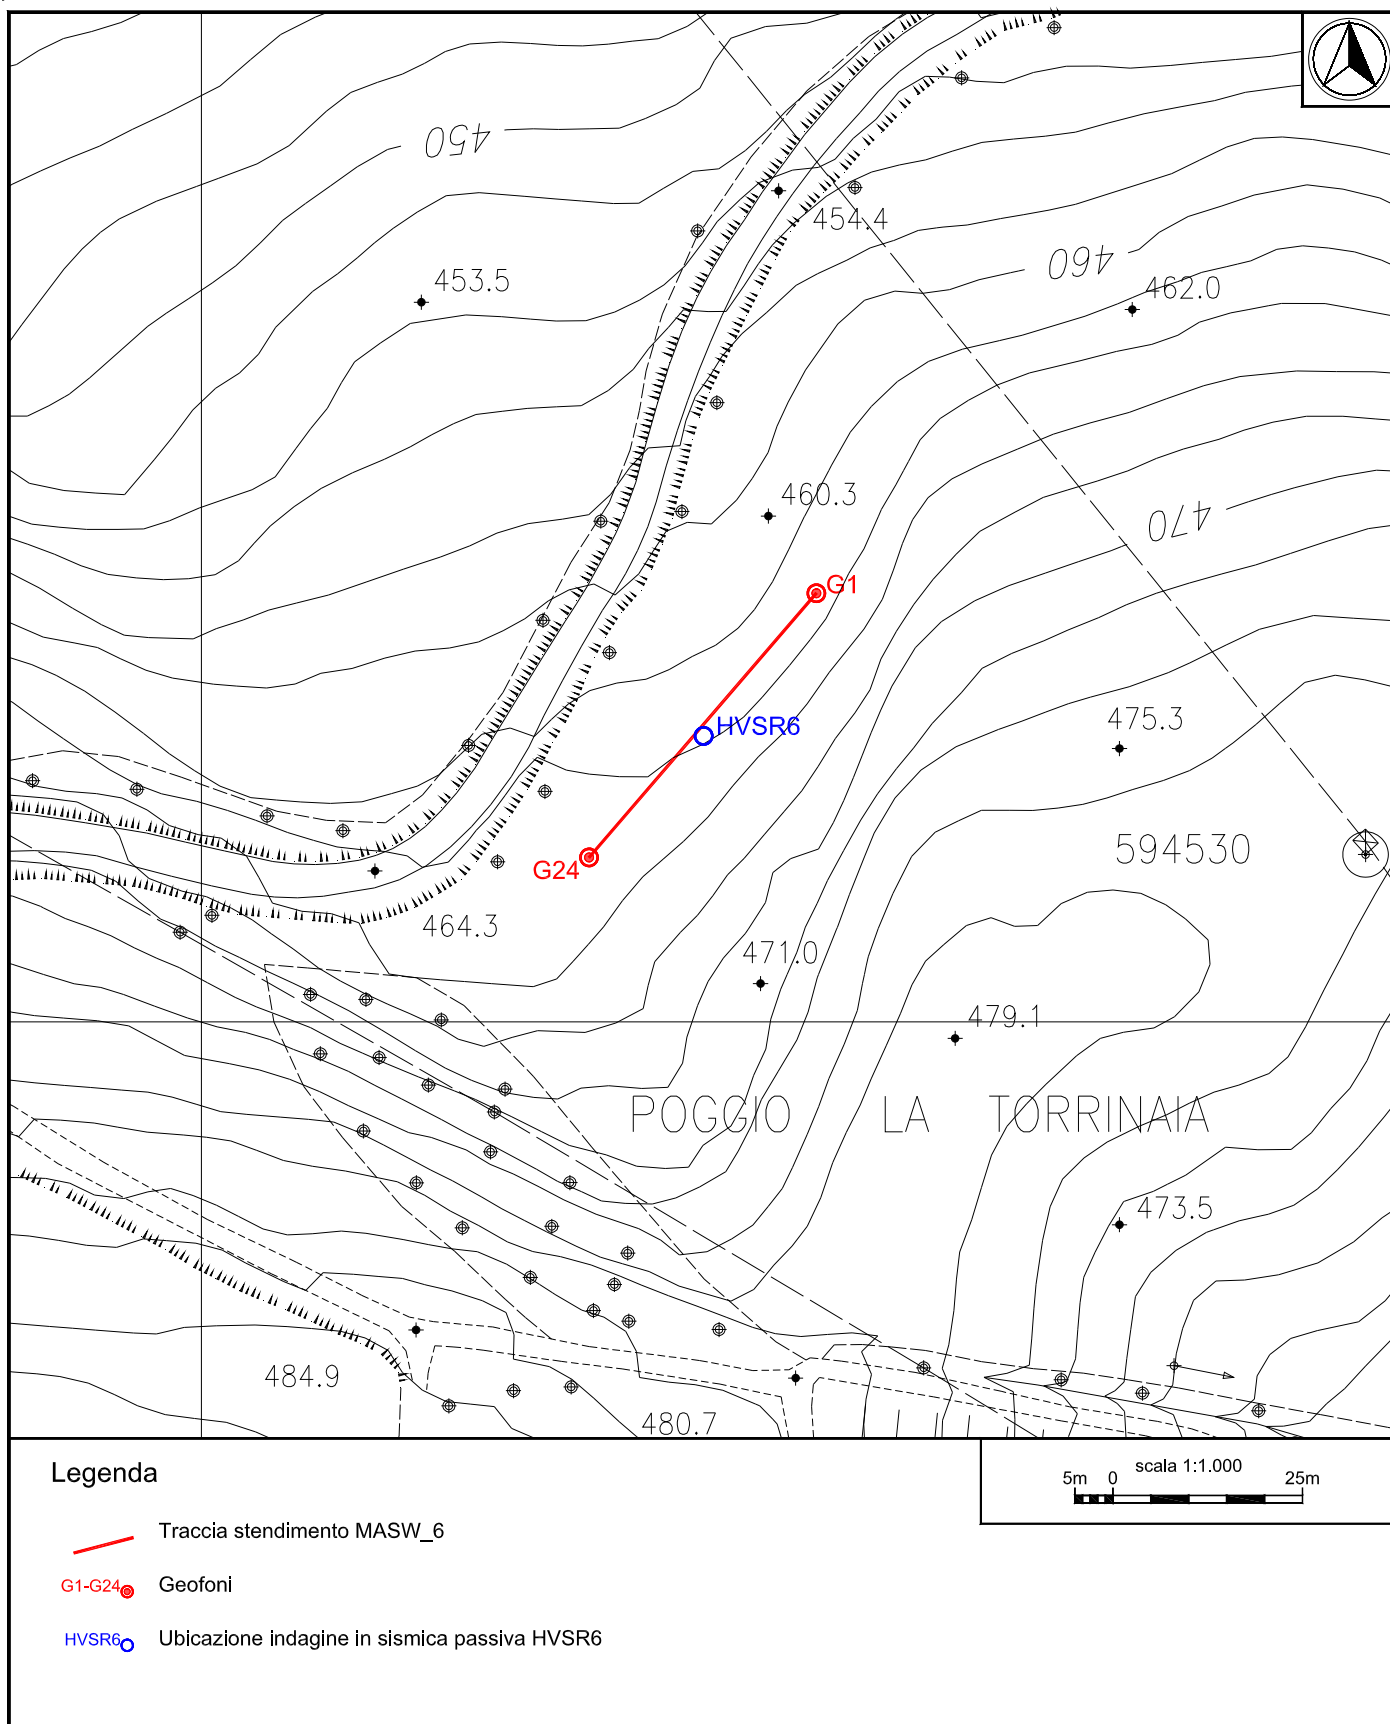 450
454.4
460
453.5
462.0
460.3
470
G1
HVSR6
475.3
594530
G24
464.3
471.0
479.1
POGGIO LA TORRINAIA
473.5
484.9
480.7
Legenda
scala 1:1.000
5m 0 25m
Traccia stendimento MASW_6
G1-G24 Geofoni
HVSR6 Ubicazione indagine in sismica passiva HVSR6